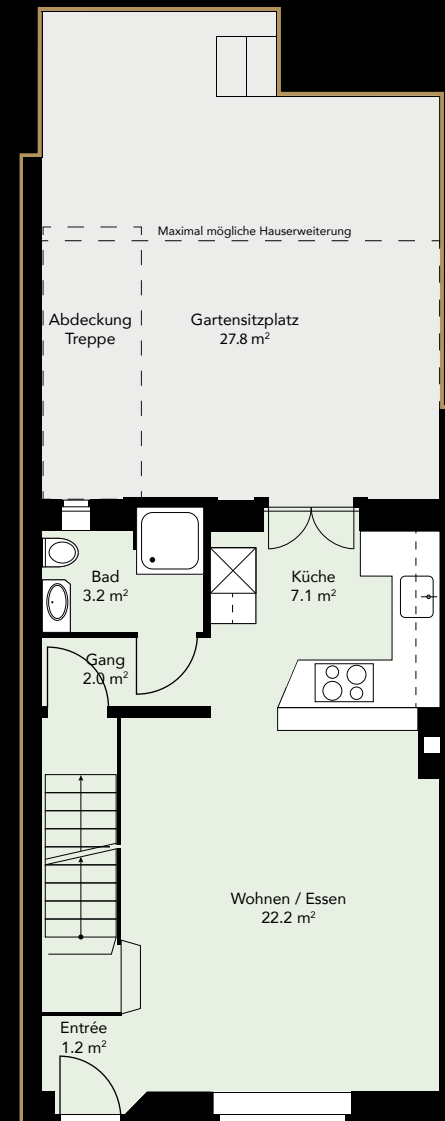 Maximal mögliche Hauserweiterung
Abdeckung
Treppe
Gartensitzplatz
27.8 m²
Bad
3.2 m²
Küche
7.1 m²
Gang
2.0 m²
Wohnen / Essen
22.2 m²
Entrée
1.2 m²